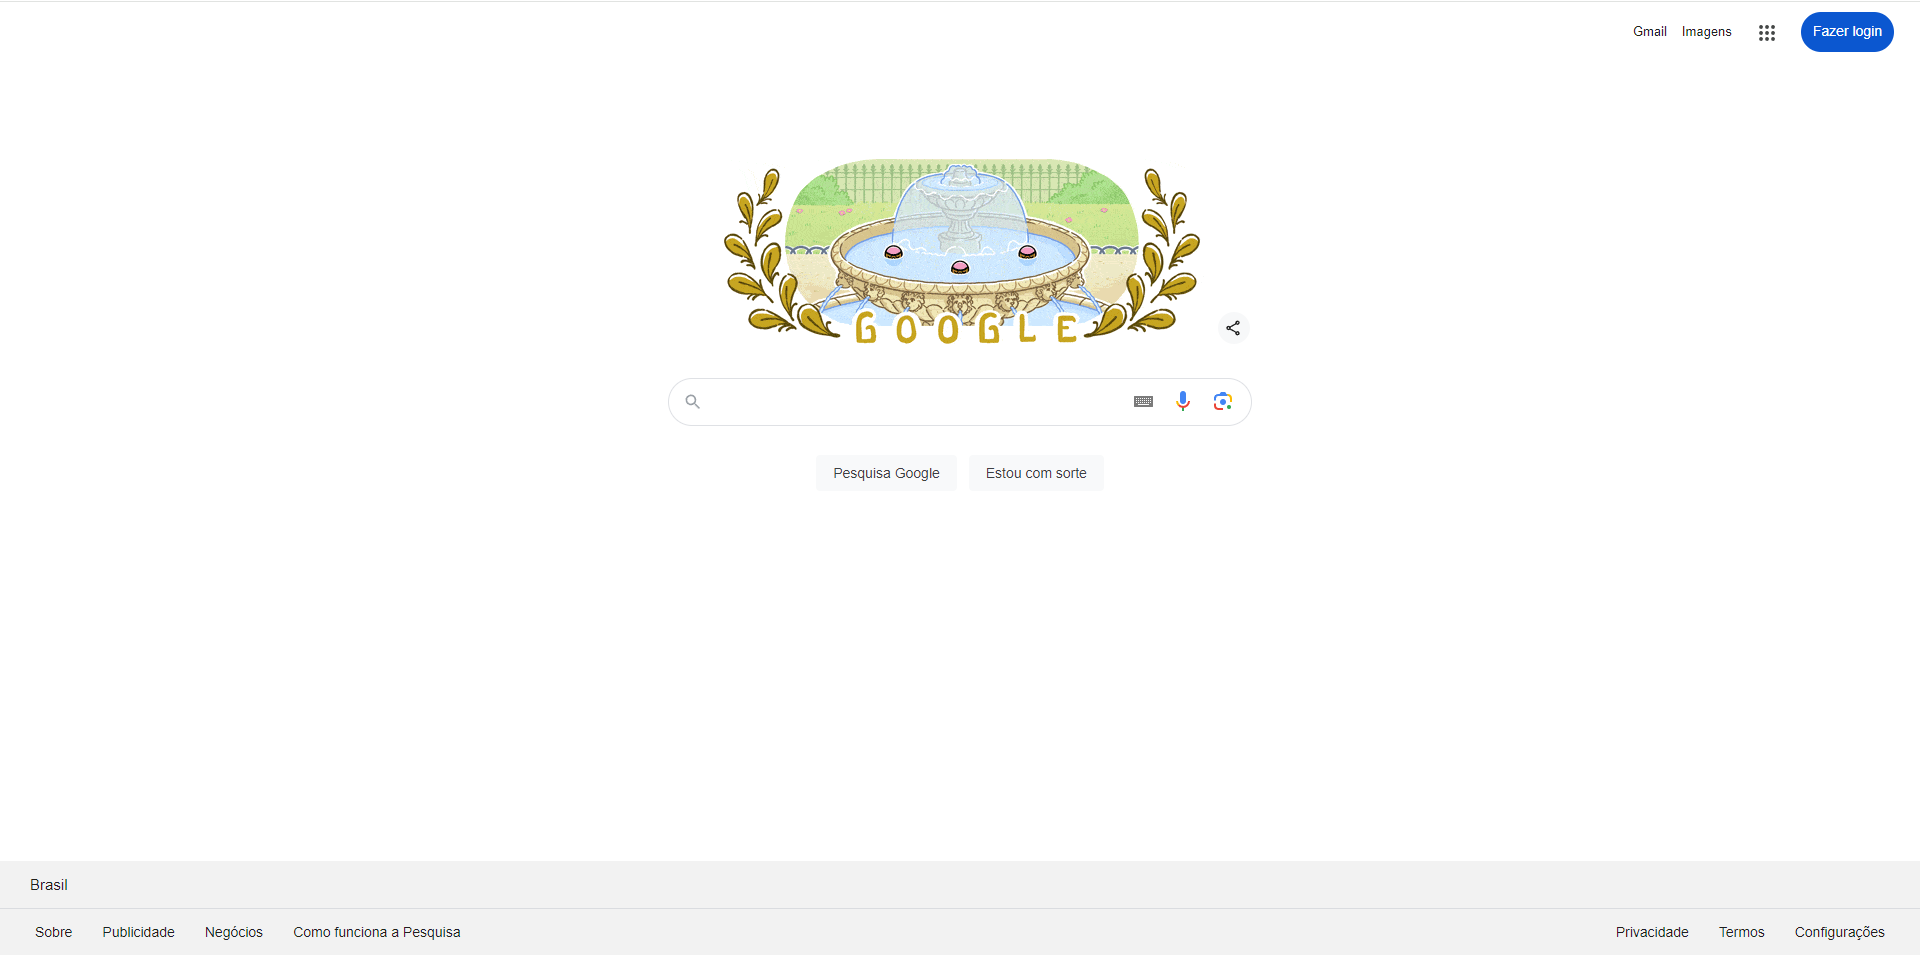 Gmail Imagens Fazer login
GOOGLE
Pesquisa Google Estou com sorte
Brasil
Sobre Publicidade Negócios Como funciona a Pesquisa Privacidade Termos Configurações